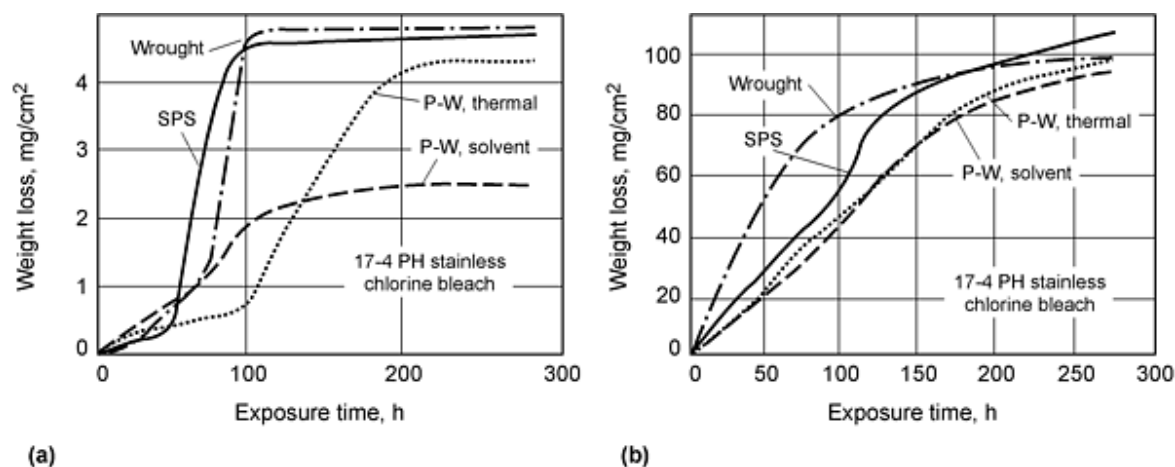 4
3
2
1
0
Weight loss, mg/cm2
Wrought
SPS
P-W, thermal
P-W, solvent
17-4 PH stainless
chlorine bleach
0
100
200
300
Exposure time, h
(a)
100
80
60
40
20
0
Weight loss, mg/cm2
Wrought
SPS
P-W, thermal
P-W, solvent
17-4 PH stainless
chlorine bleach
0
50
100
150
200
250
300
Exposure time, h
(b)